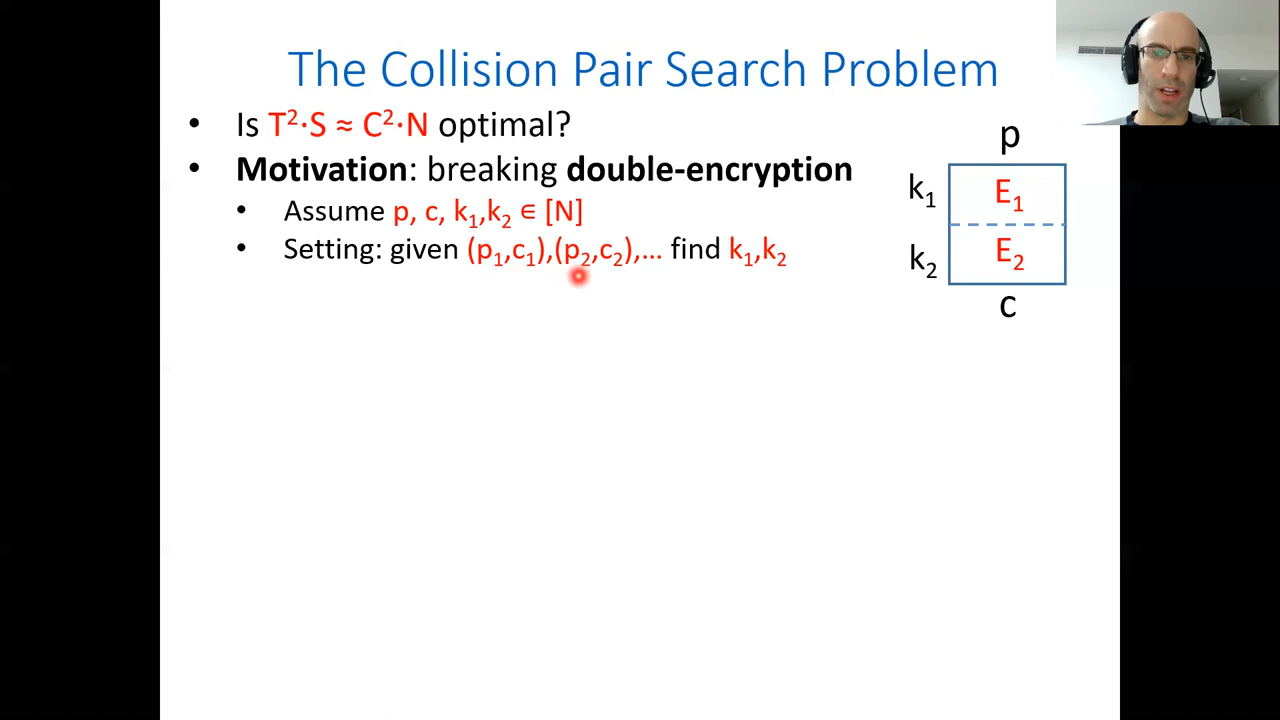 The Collision Pair Search Problem
• Is T²·S ≈ C²·N optimal?
• Motivation: breaking double-encryption
• Assume p, c, k₁,k₂ ∈ [N]
• Setting: given (p₁,c₁),(p₂,c₂),... find k₁,k₂
p
k₁ E₁
k₂ E₂
c